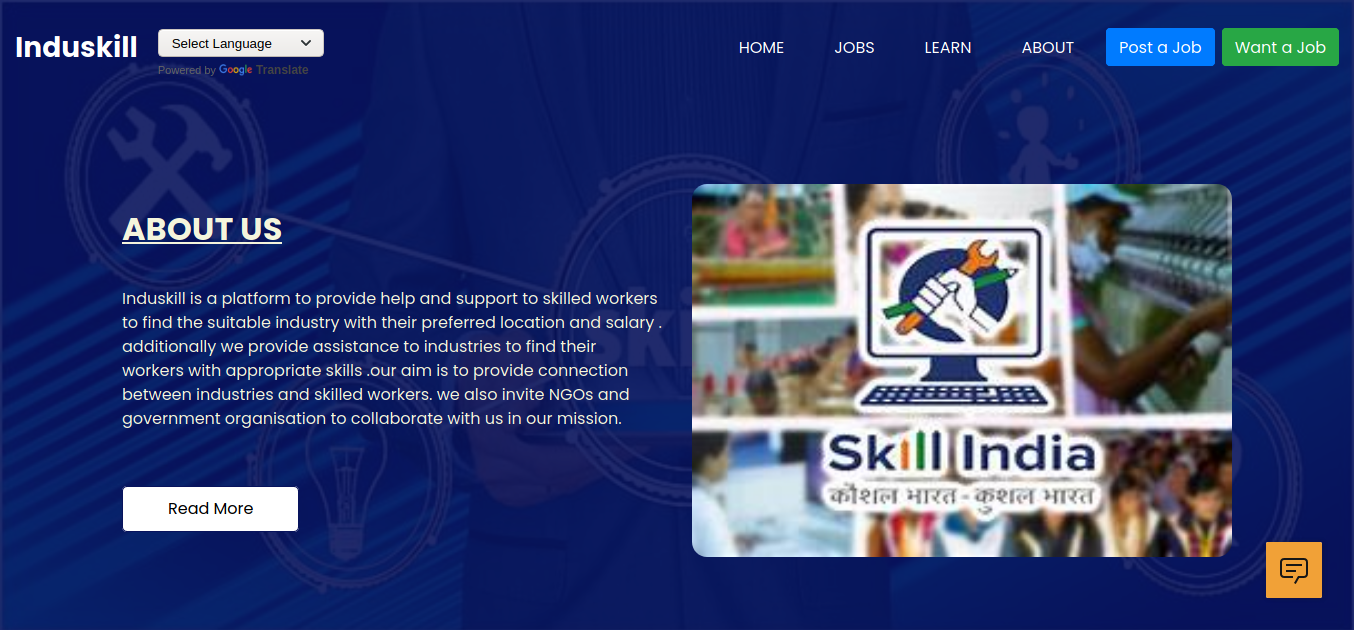 Induskill
Select Language
Powered by Google Translate
HOME
JOBS
LEARN
ABOUT
Post a Job
Want a Job
ABOUT US
Induskill is a platform to provide help and support to skilled workers
to find the suitable industry with their preferred location and salary .
additionally we provide assistance to industries to find their
workers with appropriate skills .our aim is to provide connection
between industries and skilled workers. we also invite NGOs and
government organisation to collaborate with us in our mission.
Read More
Skill India
कौशल भारत - कुशल भारत